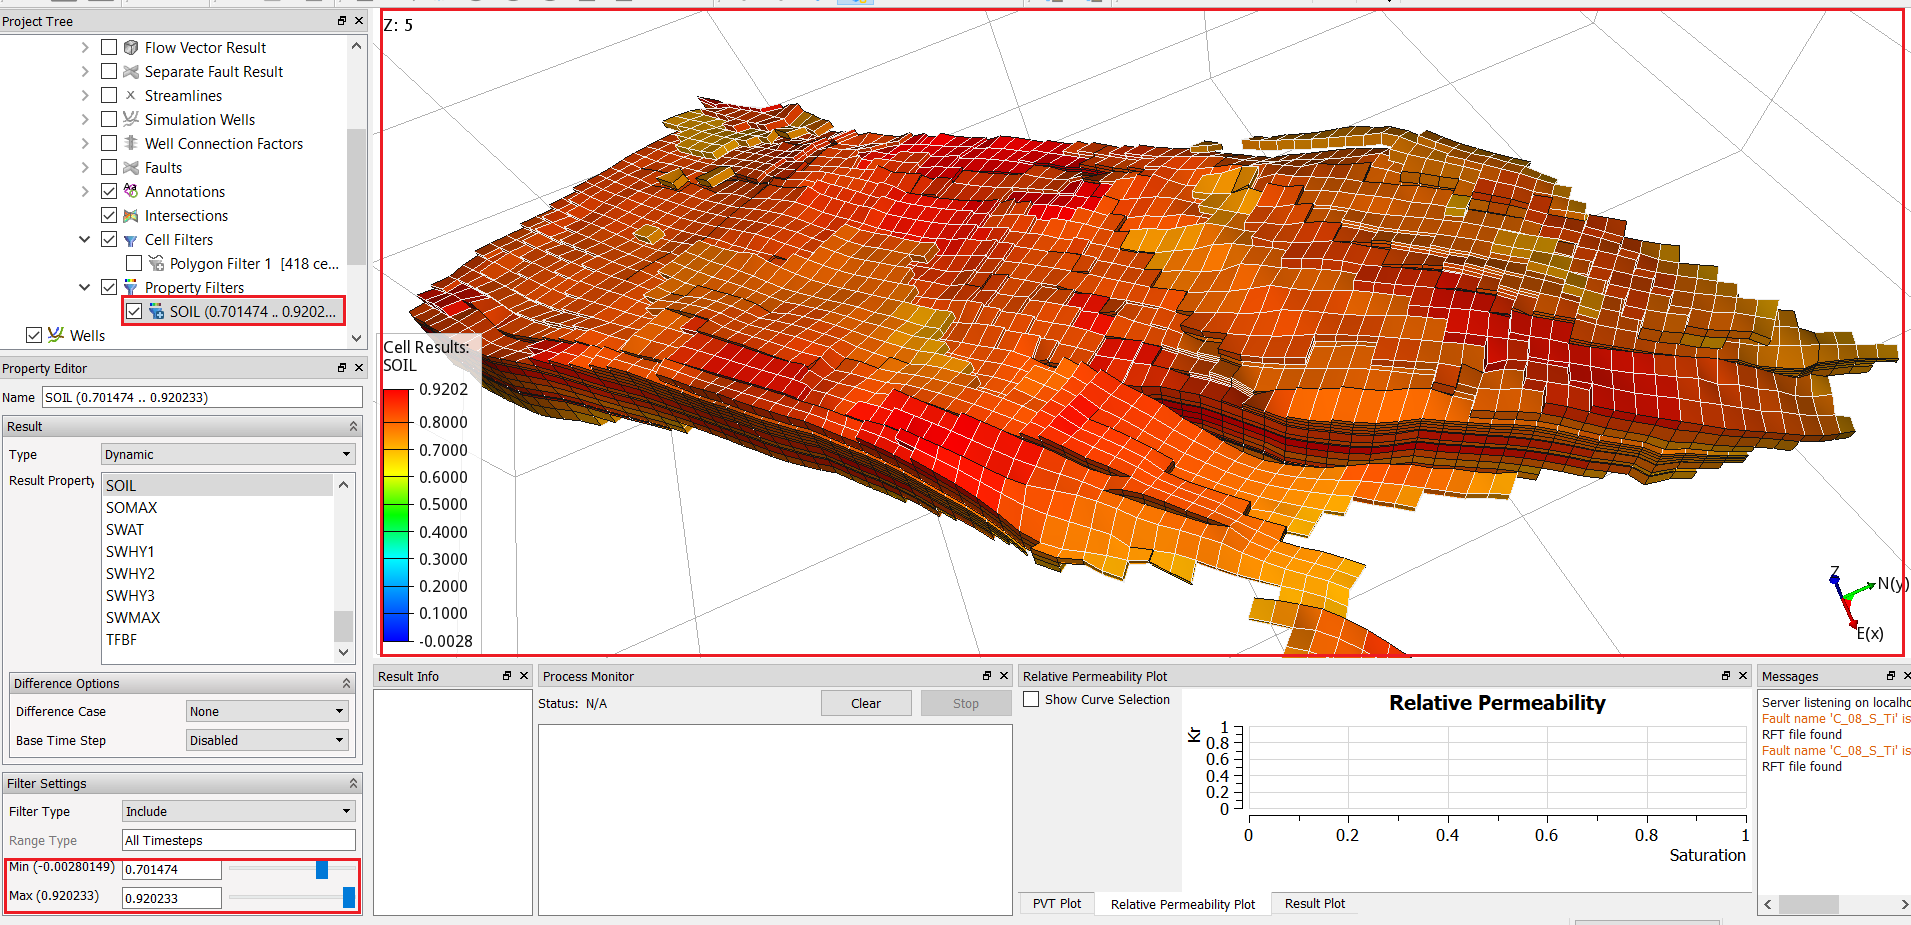 Project Tree
Flow Vector Result
Separate Fault Result
Streamlines
Simulation Wells
Well Connection Factors
Faults
Annotations
Intersections
Cell Filters
Polygon Filter 1 [418 ce...
Property Filters
SOIL (0.701474 .. 0.9202...
Wells
Property Editor
Name SOIL (0.701474 .. 0.920233)
Result
Type Dynamic
Result Property SOIL
SOMAX
SWAT
SWHY1
SWHY2
SWHY3
SWMAX
TFBF
Difference Options
Difference Case None
Base Time Step Disabled
Filter Settings
Filter Type Include
Range Type All Timesteps
Min (-0.00280149) 0.701474
Max (0.920233) 0.920233
Z: 5
Cell Results:
SOIL
0.9202
0.8000
0.7000
0.6000
0.5000
0.4000
0.3000
0.2000
0.1000
-0.0028
Z
N(y)
E(x)
Result Info
Process Monitor
Status: N/A Clear Stop
Relative Permeability Plot
Show Curve Selection
Relative Permeability
Kr
1
0.8
0.6
0.4
0.2
0
0 0.2 0.4 0.6 0.8 1
Saturation
PVT Plot Relative Permeability Plot Result Plot
Messages
Server listening on localho
Fault name 'C_08_S_Ti' is
RFT file found
Fault name 'C_08_S_Ti' is
RFT file found